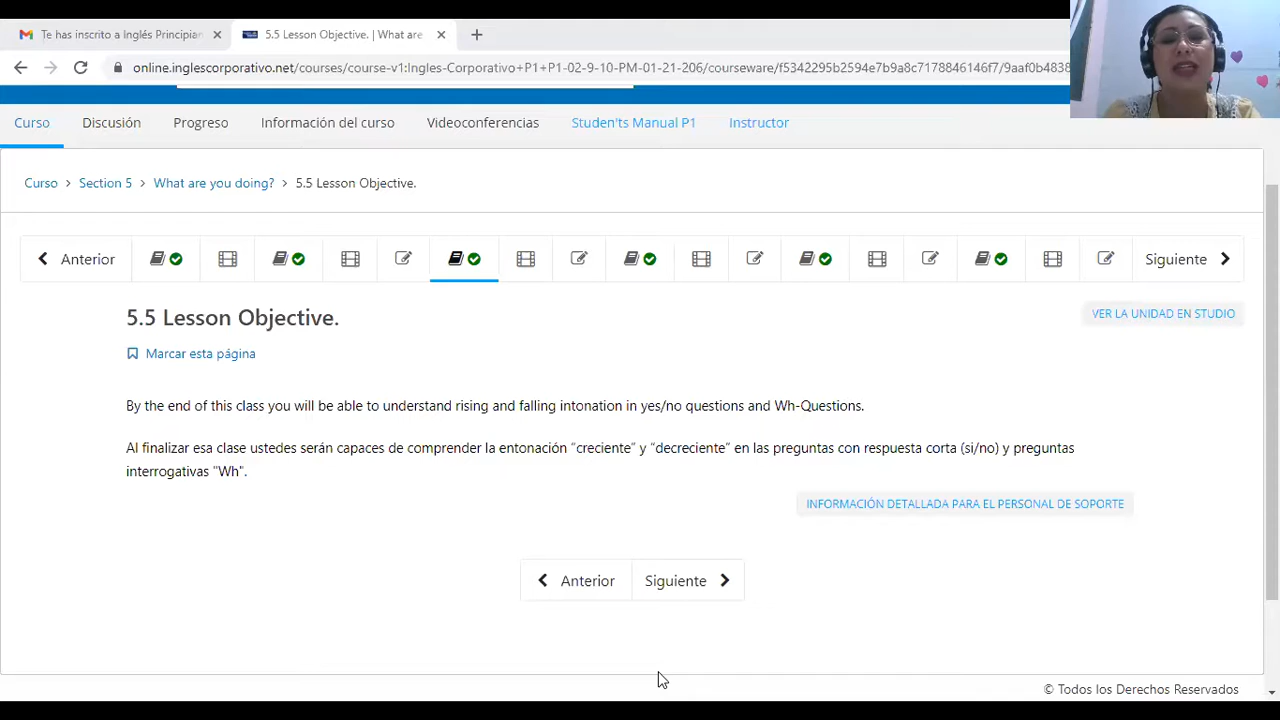 Te has inscrito a Inglés Principian
5.5 Lesson Objective. | What are
online.inglescorporativo.net/courses/course-v1:Ingles-Corporativo+P1+P1-02-9-10-PM-01-21-206/courseware/f5342295b2594e7b9a8c7178846146f7/9aaf0b4838
Curso Discusión Progreso Información del curso Videoconferencias Studen'ts Manual P1 Instructor
Curso > Section 5 > What are you doing? > 5.5 Lesson Objective.
Anterior Siguiente
5.5 Lesson Objective.
VER LA UNIDAD EN STUDIO
Marcar esta página
By the end of this class you will be able to understand rising and falling intonation in yes/no questions and Wh-Questions.
Al finalizar esa clase ustedes serán capaces de comprender la entonación “creciente” y “decreciente” en las preguntas con respuesta corta (si/no) y preguntas
interrogativas "Wh".
INFORMACIÓN DETALLADA PARA EL PERSONAL DE SOPORTE
Anterior Siguiente
© Todos los Derechos Reservados